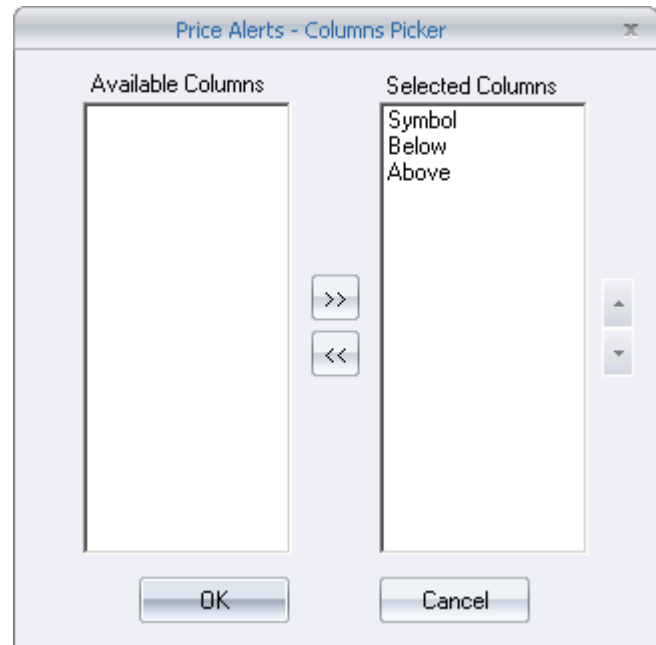 Price Alerts - Columns Picker x
Available Columns
Selected Columns
Symbol
Below
Above
>>
<<
OK
Cancel